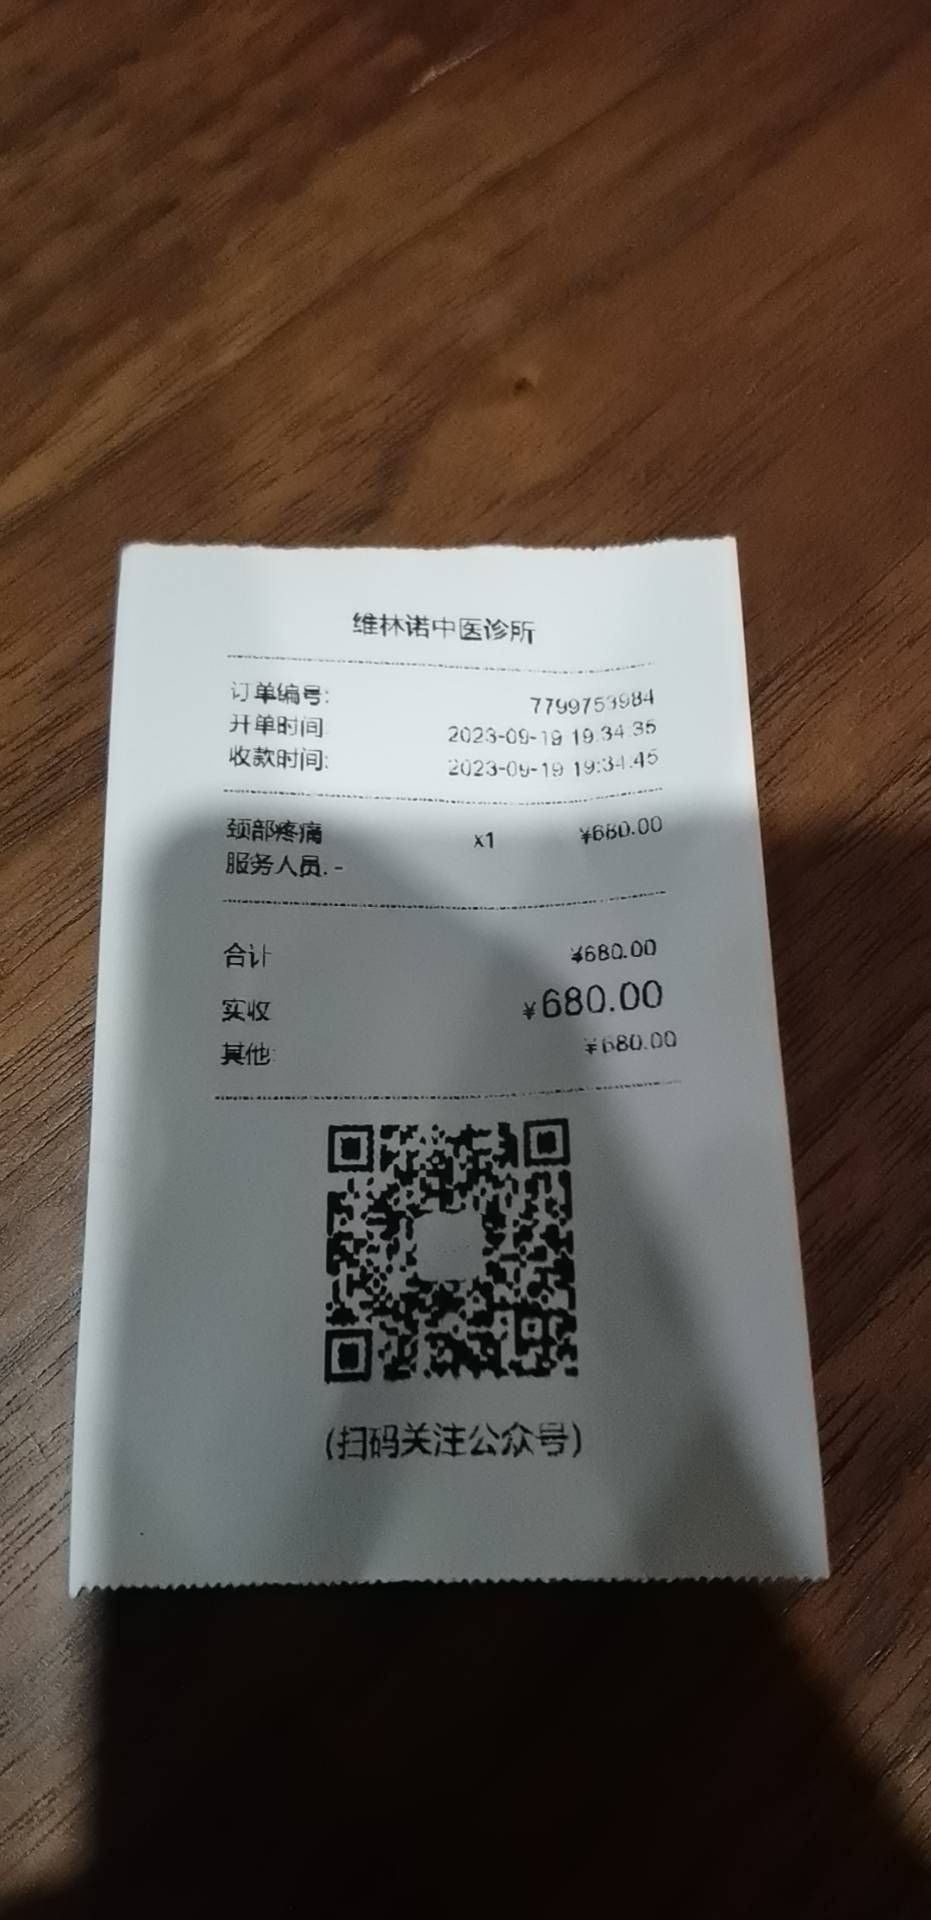 维林诺中医诊所
订单编号: 7799753984
开单时间 2023-09-19 19:34:35
收款时间: 2023-09-19 19:34:45
颈部疼痛 x1 ¥680.00
服务人员: -
合计 ¥680.00
实收 ¥680.00
其他: ¥680.00
(扫码关注公众号)